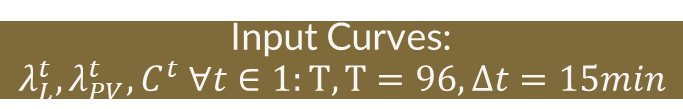 Input Curves:
λ_L^t, λ_PV^t, C^t ∀t ∈ 1: T, T = 96, Δt = 15min